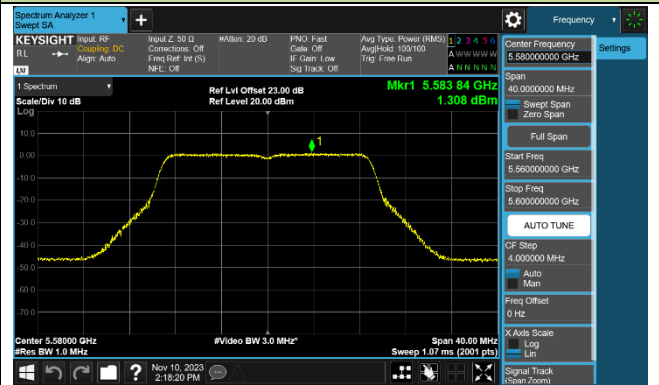 Spectrum Analyzer 1
Swept SA
+
Frequency
KEYSIGHT
RL
LXI
Input: RF
Coupling: DC
Align: Auto
Input Z: 50 Ω
Corrections: Off
Freq Ref: Int (S)
NFE: Off
#Atten: 20 dB
PNO: Fast
Gate: Off
IF Gain: Low
Sig Track: Off
Avg Type: Power (RMS)
Avg|Hold: 100/100
Trig: Free Run
1 2 3 4 5 6
A W W W W W
A N N N N N
1 Spectrum
Scale/Div 10 dB
Log
Ref Lvl Offset 23.00 dB
Ref Level 20.00 dBm
Mkr1 5.583 84 GHz
1.308 dBm
1
10.0
0.00
-10.0
-20.0
-30.0
-40.0
-50.0
-60.0
-70.0
Center 5.58000 GHz
#Res BW 1.0 MHz
#Video BW 3.0 MHz*
Span 40.00 MHz
Sweep 1.07 ms (2001 pts)
Nov 10, 2023
2:18:20 PM
?
Center Frequency
5.580000000 GHz
Settings
Span
40.0000000 MHz
Swept Span
Zero Span
Full Span
Start Freq
5.560000000 GHz
Stop Freq
5.600000000 GHz
AUTO TUNE
CF Step
4.000000 MHz
Auto
Man
Freq Offset
0 Hz
X Axis Scale
Log
Lin
Signal Track
(Span Zoom)